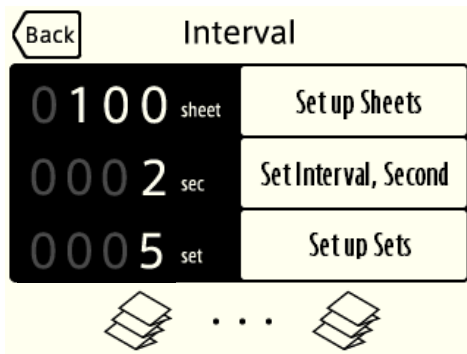 Back Interval
0100 sheet Set up Sheets
0002 sec Set Interval, Second
0005 set Set up Sets
. . .